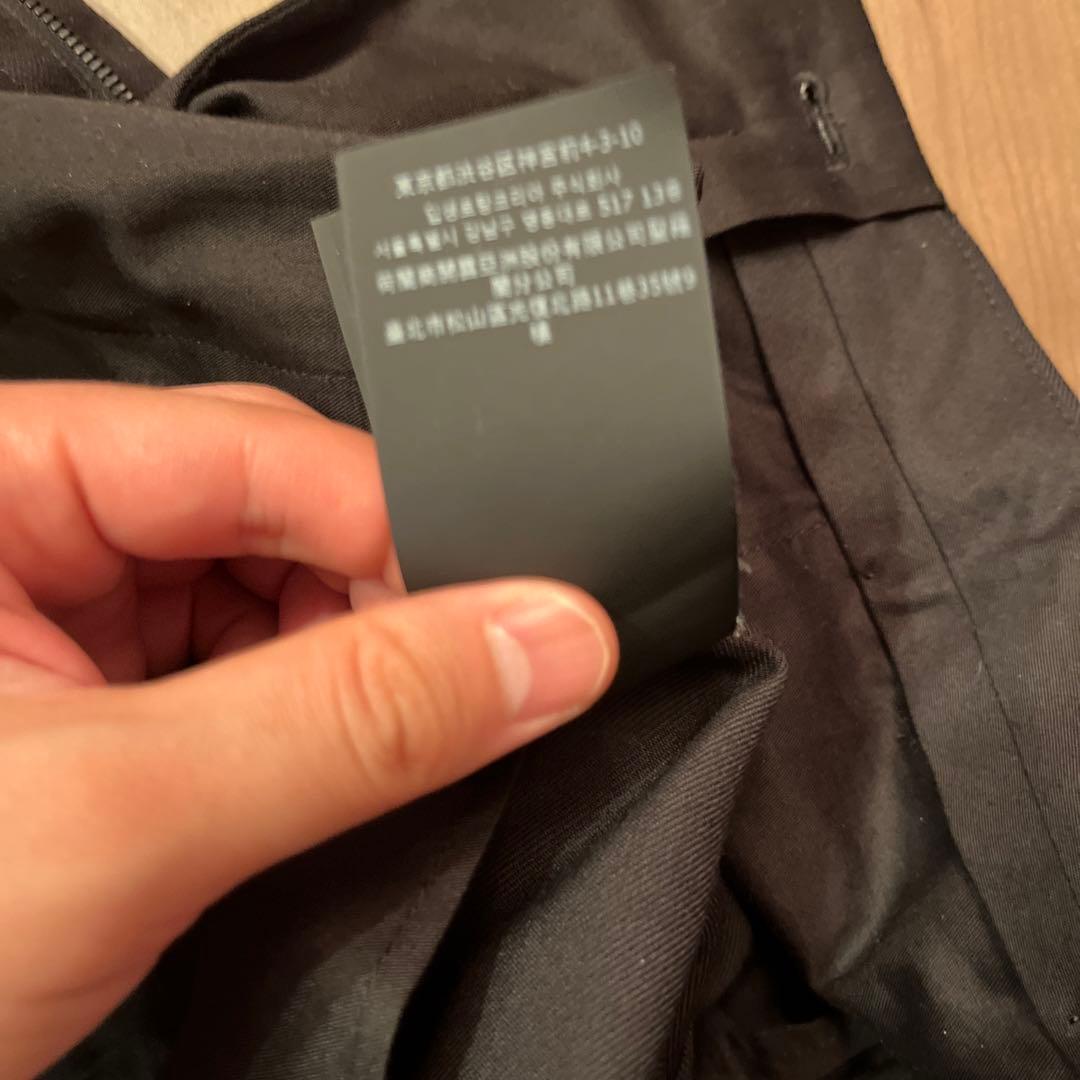 東京都渋谷区神宮前4-3-10
입생로랑코리아 주식회사
서울특별시 강남구 영동대로 517 13층
荷蘭商開雲亞洲股份有限公司聖羅
蘭分公司
臺北市松山區光復北路11巷35號9
樓